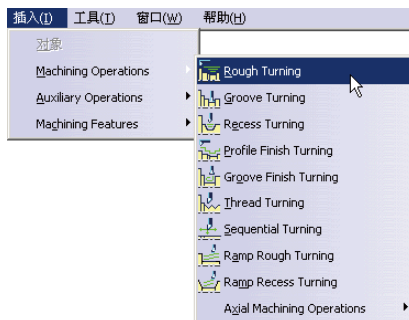 插入(I) 工具(T) 窗口(W) 帮助(H)
对象
Machining Operations
Auxiliary Operations
Machining Features
Rough Turning
Groove Turning
Recess Turning
Profile Finish Turning
Groove Finish Turning
Thread Turning
Sequential Turning
Ramp Rough Turning
Ramp Recess Turning
Axial Machining Operations